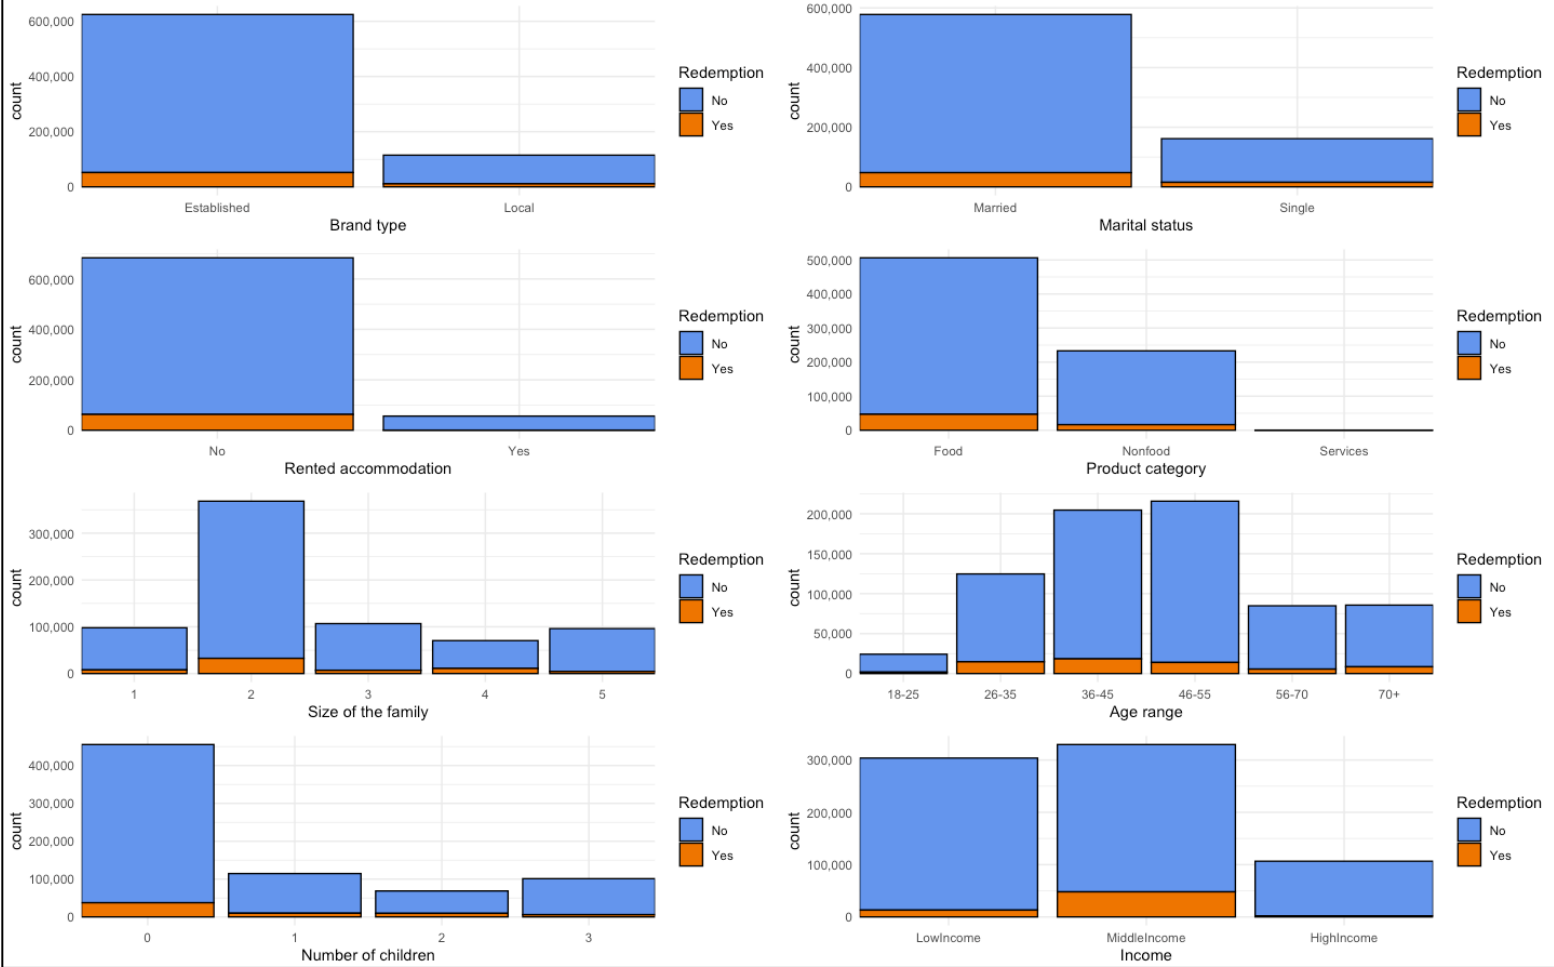 600,000
400,000
200,000
0
count
Established
Local
Brand type
Redemption
No
Yes
600,000
400,000
200,000
0
count
Married
Single
Marital status
Redemption
No
Yes
600,000
400,000
200,000
0
count
No
Yes
Rented accommodation
Redemption
No
Yes
500,000
400,000
300,000
200,000
100,000
0
count
Food
Nonfood
Services
Product category
Redemption
No
Yes
300,000
200,000
100,000
0
count
1
2
3
4
5
Size of the family
Redemption
No
Yes
200,000
150,000
100,000
50,000
0
count
18-25
26-35
36-45
46-55
56-70
70+
Age range
Redemption
No
Yes
400,000
300,000
200,000
100,000
0
count
0
1
2
3
Number of children
Redemption
No
Yes
300,000
200,000
100,000
0
count
LowIncome
MiddleIncome
HighIncome
Income
Redemption
No
Yes